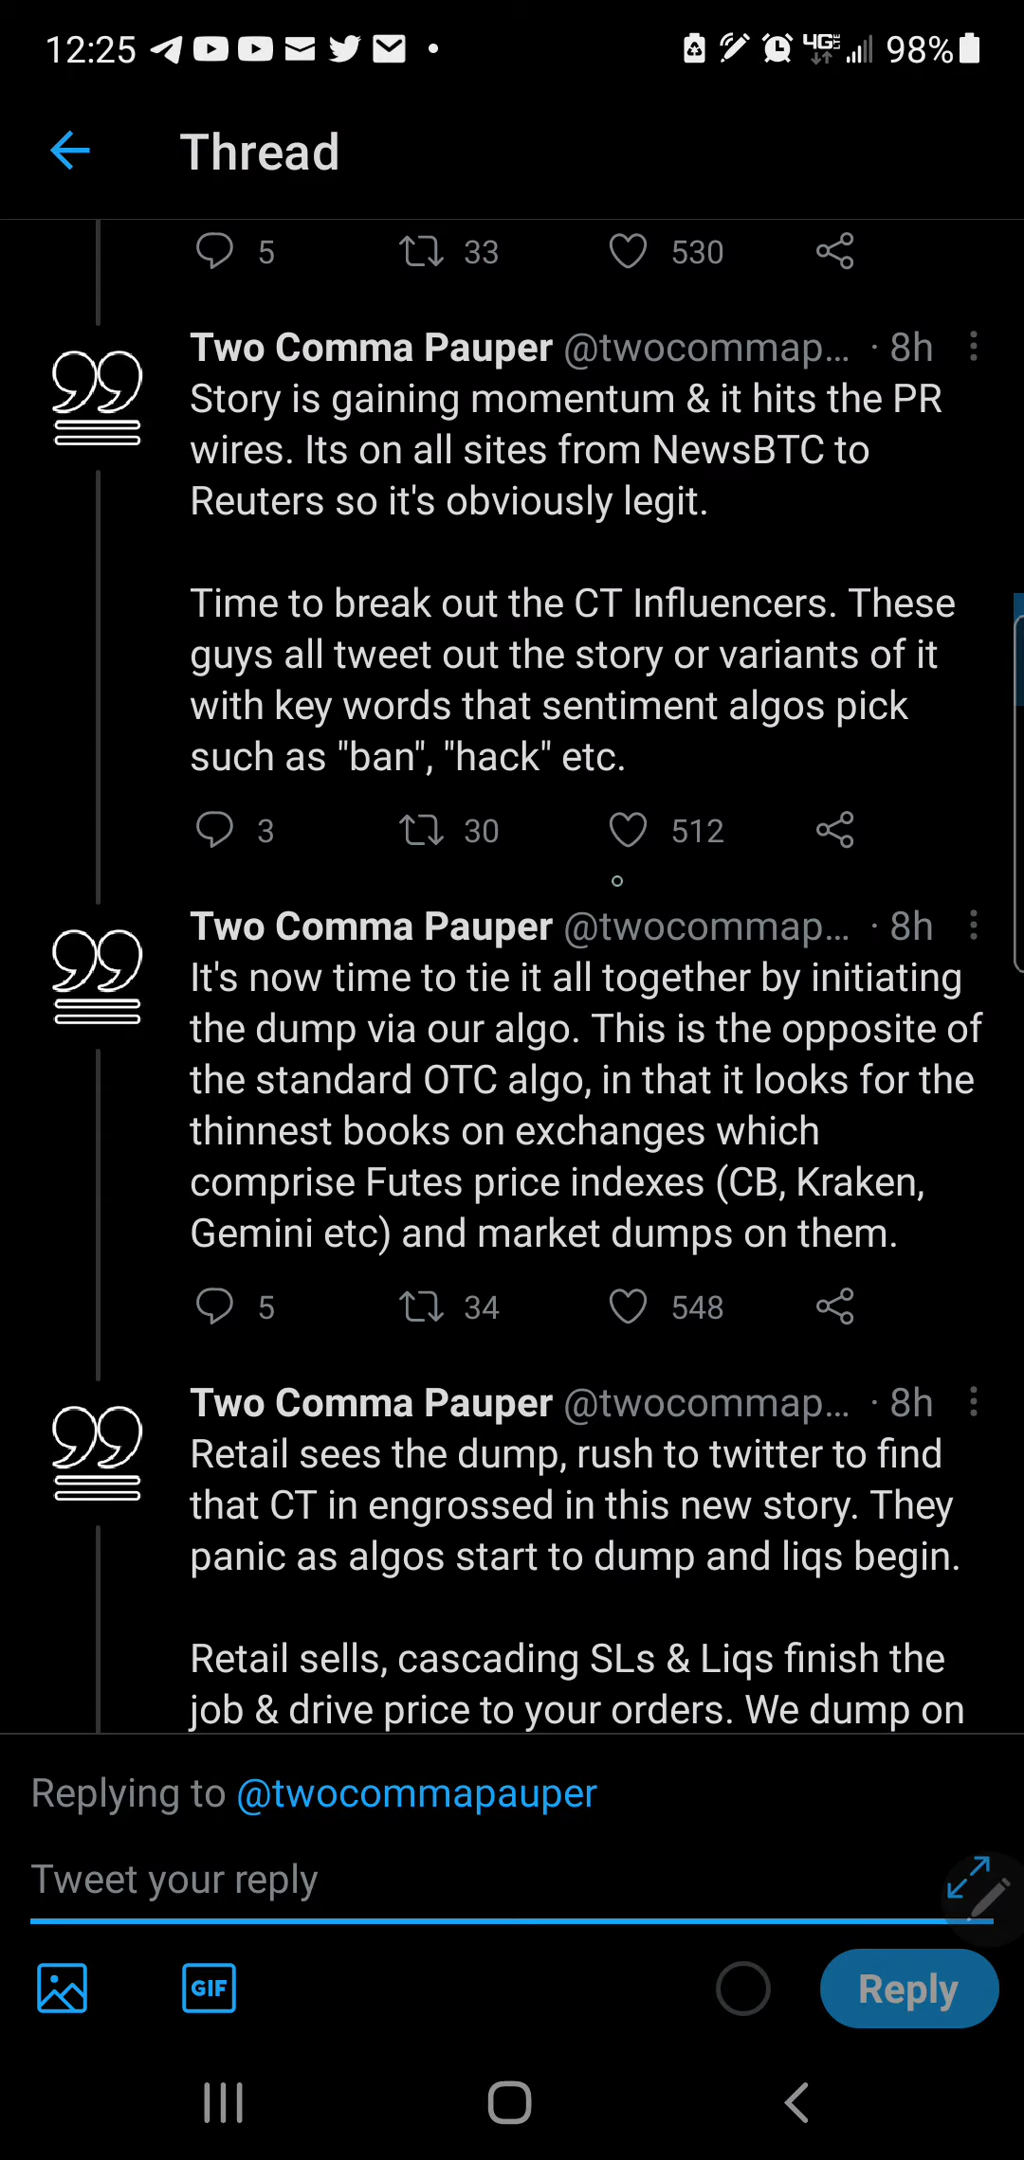 12:25
4G LTE
98%
Thread
5 33 530
Two Comma Pauper @twocommap... · 8h
Story is gaining momentum & it hits the PR
wires. Its on all sites from NewsBTC to
Reuters so it's obviously legit.
Time to break out the CT Influencers. These
guys all tweet out the story or variants of it
with key words that sentiment algos pick
such as "ban", "hack" etc.
3 30 512
Two Comma Pauper @twocommap... · 8h
It's now time to tie it all together by initiating
the dump via our algo. This is the opposite of
the standard OTC algo, in that it looks for the
thinnest books on exchanges which
comprise Futes price indexes (CB, Kraken,
Gemini etc) and market dumps on them.
5 34 548
Two Comma Pauper @twocommap... · 8h
Retail sees the dump, rush to twitter to find
that CT in engrossed in this new story. They
panic as algos start to dump and liqs begin.
Retail sells, cascading SLs & Liqs finish the
job & drive price to your orders. We dump on
Replying to @twocommapauper
Tweet your reply
GIF
Reply